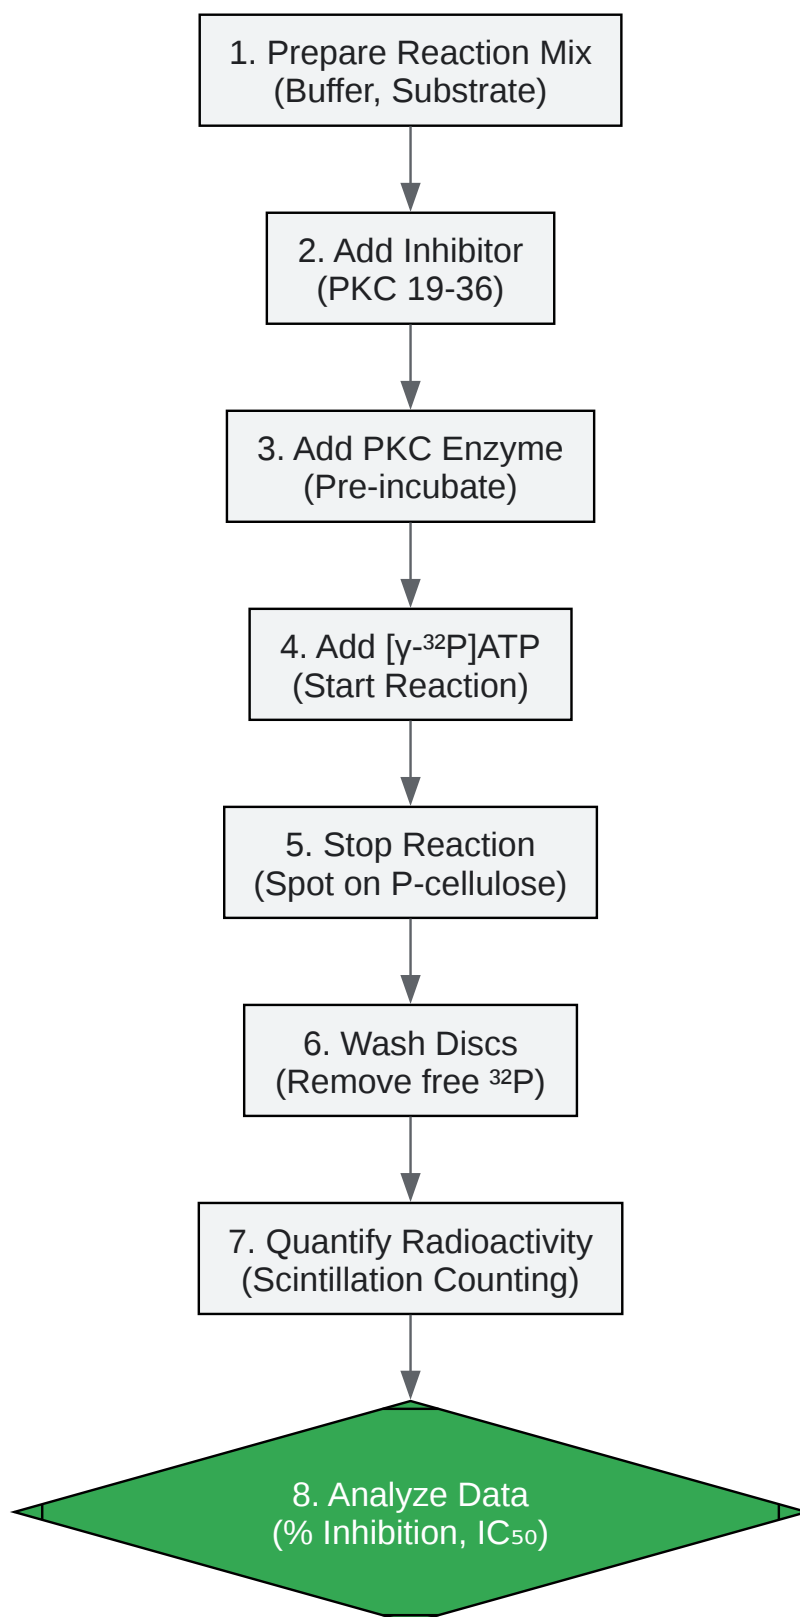 1. Prepare Reaction Mix
(Buffer, Substrate)
2. Add Inhibitor
(PKC 19-36)
3. Add PKC Enzyme
(Pre-incubate)
4. Add [γ-³²P]ATP
(Start Reaction)
5. Stop Reaction
(Spot on P-cellulose)
6. Wash Discs
(Remove free ³²P)
7. Quantify Radioactivity
(Scintillation Counting)
8. Analyze Data
(% Inhibition, IC₅₀)